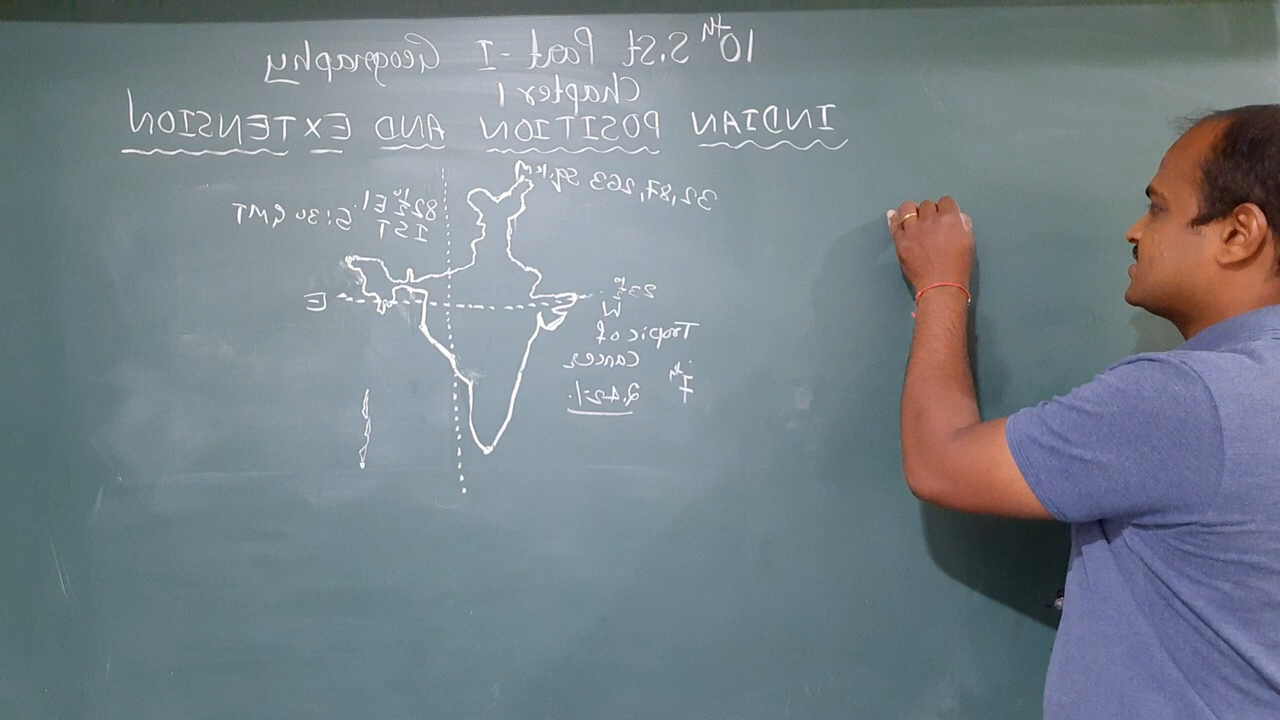 10th S.St Part-I Geography
Chapter 1
INDIAN POSITION AND EXTENSION
32,87,263 Sq.km
82½° E
IST 5:30 GMT
23½°
W
E
Tropic of
Cancer
7th 2.42%